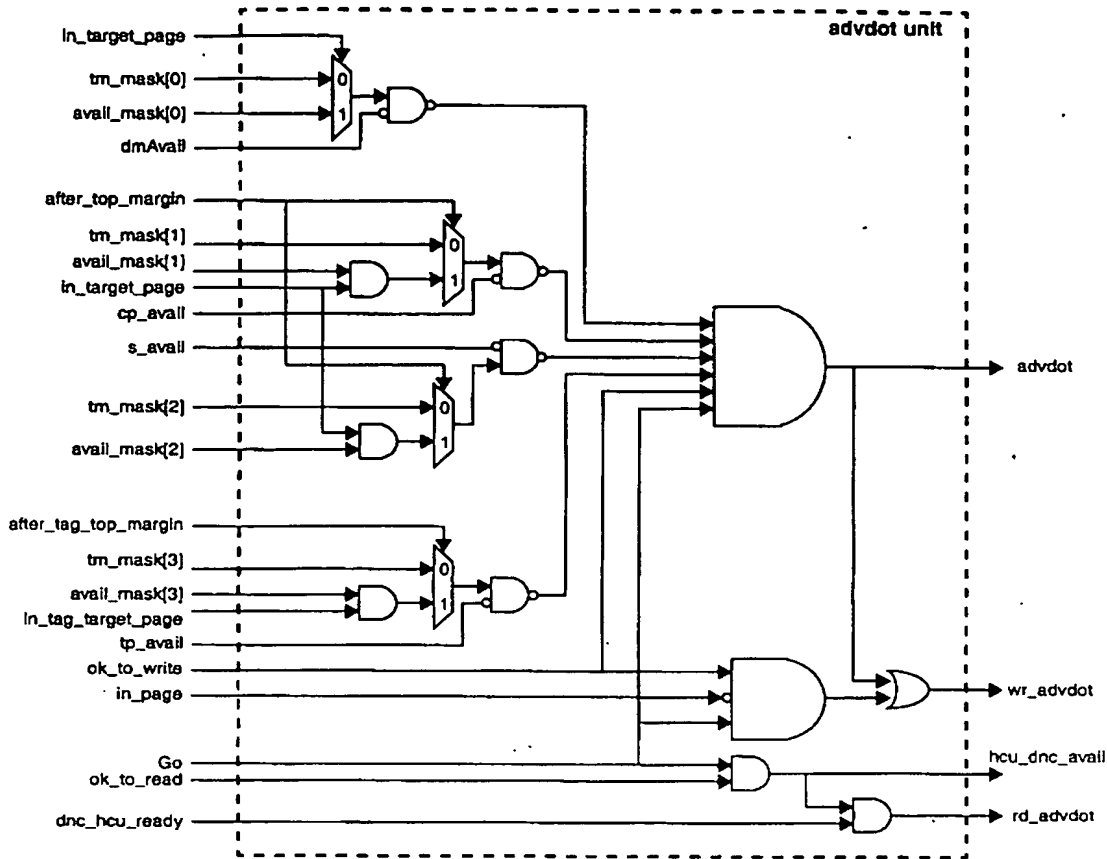 advdot unit
in_target_page
tm_mask[0]
avail_mask[0]
dmAvail
0
1
after_top_margin
tm_mask[1]
avail_mask[1]
in_target_page
cp_avail
0
1
s_avail
tm_mask[2]
avail_mask[2]
0
1
advdot
after_tag_top_margin
tm_mask[3]
avail_mask[3]
in_tag_target_page
tp_avail
0
1
ok_to_write
in_page
wr_advdot
Go
ok_to_read
hcu_dnc_avail
dnc_hcu_ready
rd_advdot